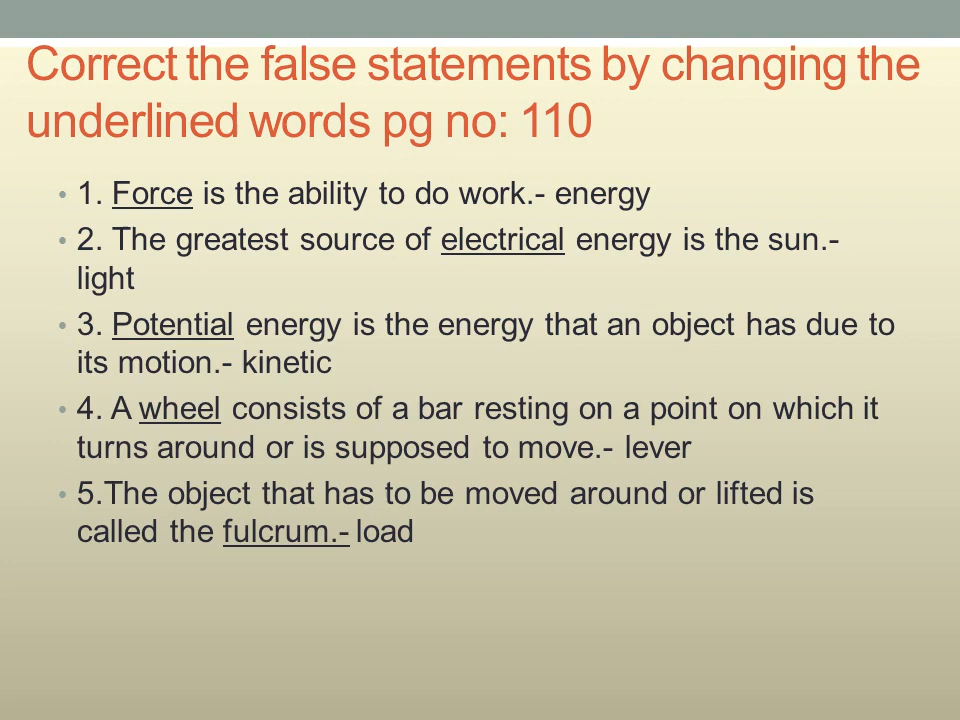 Correct the false statements by changing the
underlined words pg no: 110
• 1. Force is the ability to do work.- energy
• 2. The greatest source of electrical energy is the sun.-
light
• 3. Potential energy is the energy that an object has due to
its motion.- kinetic
• 4. A wheel consists of a bar resting on a point on which it
turns around or is supposed to move.- lever
• 5.The object that has to be moved around or lifted is
called the fulcrum.- load